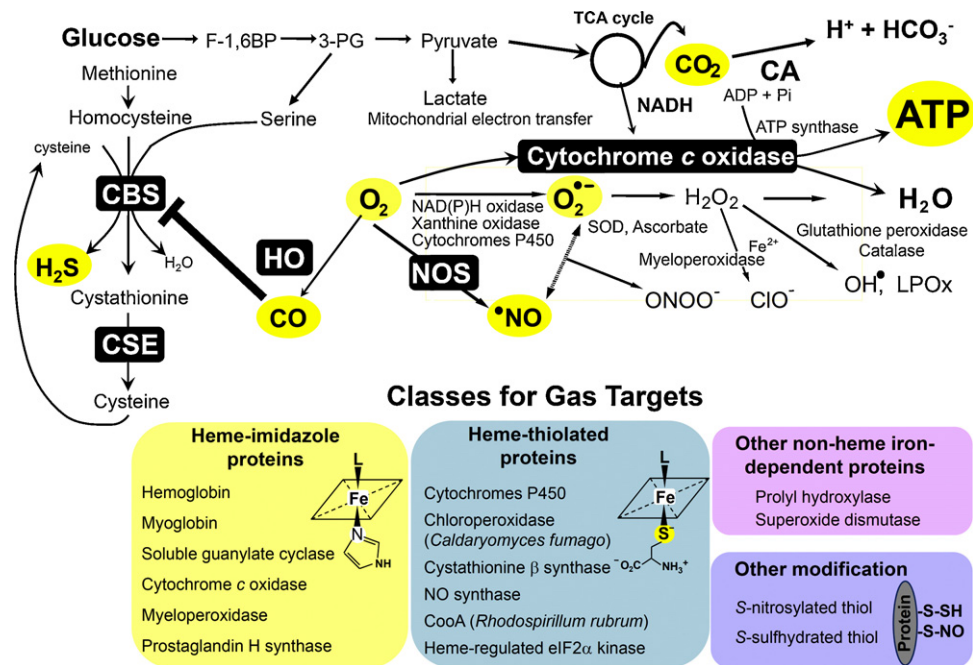 Glucose
F-1,6BP
3-PG
Pyruvate
TCA cycle
CO2
H+ + HCO3-
CA
Methionine
Homocysteine
Serine
Lactate
Mitochondrial electron transfer
NADH
ADP + Pi
ATP synthase
ATP
cysteine
Cytochrome c oxidase
CBS
O2
NAD(P)H oxidase
Xanthine oxidase
Cytochromes P450
O2•−
SOD, Ascorbate
H2O2
H2O
Glutathione peroxidase
Catalase
H2S
H2O
HO
NOS
Myeloperoxidase
Fe2+
Cystathionine
CO
•NO
ONOO−
ClO−
OH•, LPOx
CSE
Cysteine
Classes for Gas Targets
Heme-imidazole
proteins
L
Fe
N
NH
Hemoglobin
Myoglobin
Soluble guanylate cyclase
Cytochrome c oxidase
Myeloperoxidase
Prostaglandin H synthase
Heme-thiolated
proteins
L
Fe
S−
−O2C
NH3+
Cytochromes P450
Chloroperoxidase
(Caldaryomyces fumago)
Cystathionine β synthase
NO synthase
CooA (Rhodospirillum rubrum)
Heme-regulated eIF2α kinase
Other non-heme iron-
dependent proteins
Prolyl hydroxylase
Superoxide dismutase
Other modification
S-nitrosylated thiol
S-sulfhydrated thiol
Protein
-S-SH
-S-NO